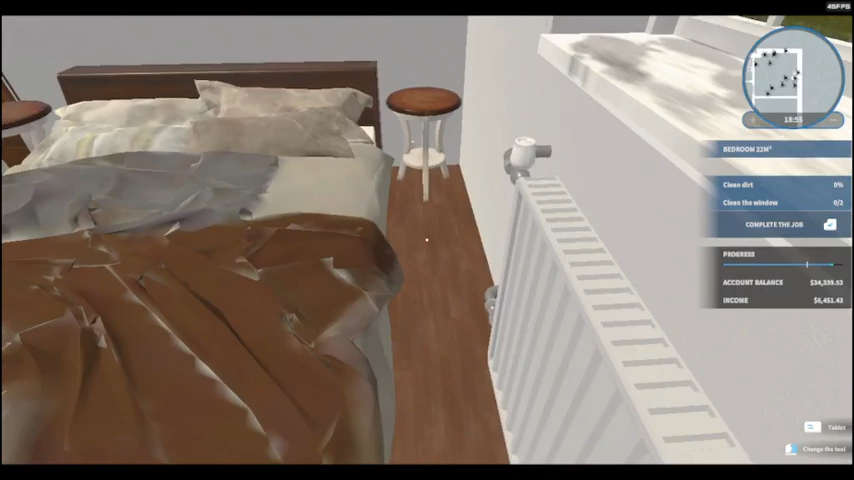 45FPS
18:55
BEDROOM 22M²
Clean dirt 0%
Clean the window 0/2
COMPLETE THE JOB
PROGRESS
ACCOUNT BALANCE $34,339.53
INCOME $6,451.43
Tablet
Change the tool